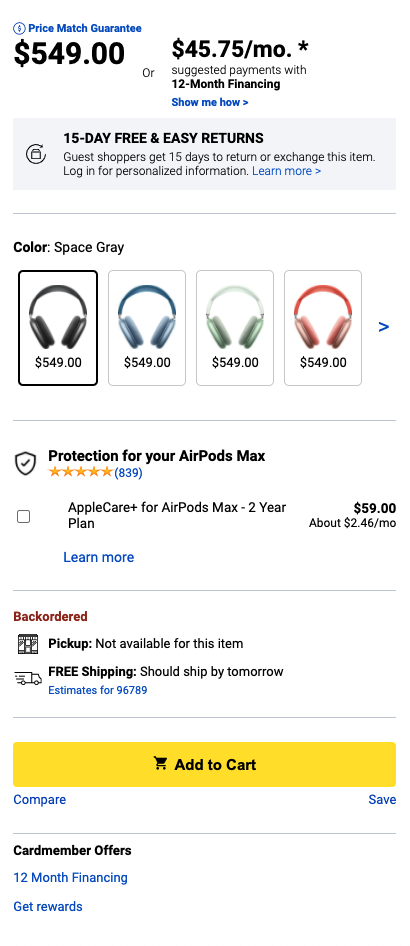 Price Match Guarantee
$549.00
Or
$45.75/mo. *
suggested payments with
12-Month Financing
Show me how >
15-DAY FREE & EASY RETURNS
Guest shoppers get 15 days to return or exchange this item.
Log in for personalized information. Learn more >
Color: Space Gray
$549.00
$549.00
$549.00
$549.00
>
Protection for your AirPods Max
(839)
AppleCare+ for AirPods Max - 2 Year
Plan
$59.00
About $2.46/mo
Learn more
Backordered
Pickup: Not available for this item
FREE Shipping: Should ship by tomorrow
Estimates for 96789
Add to Cart
Compare
Save
Cardmember Offers
12 Month Financing
Get rewards